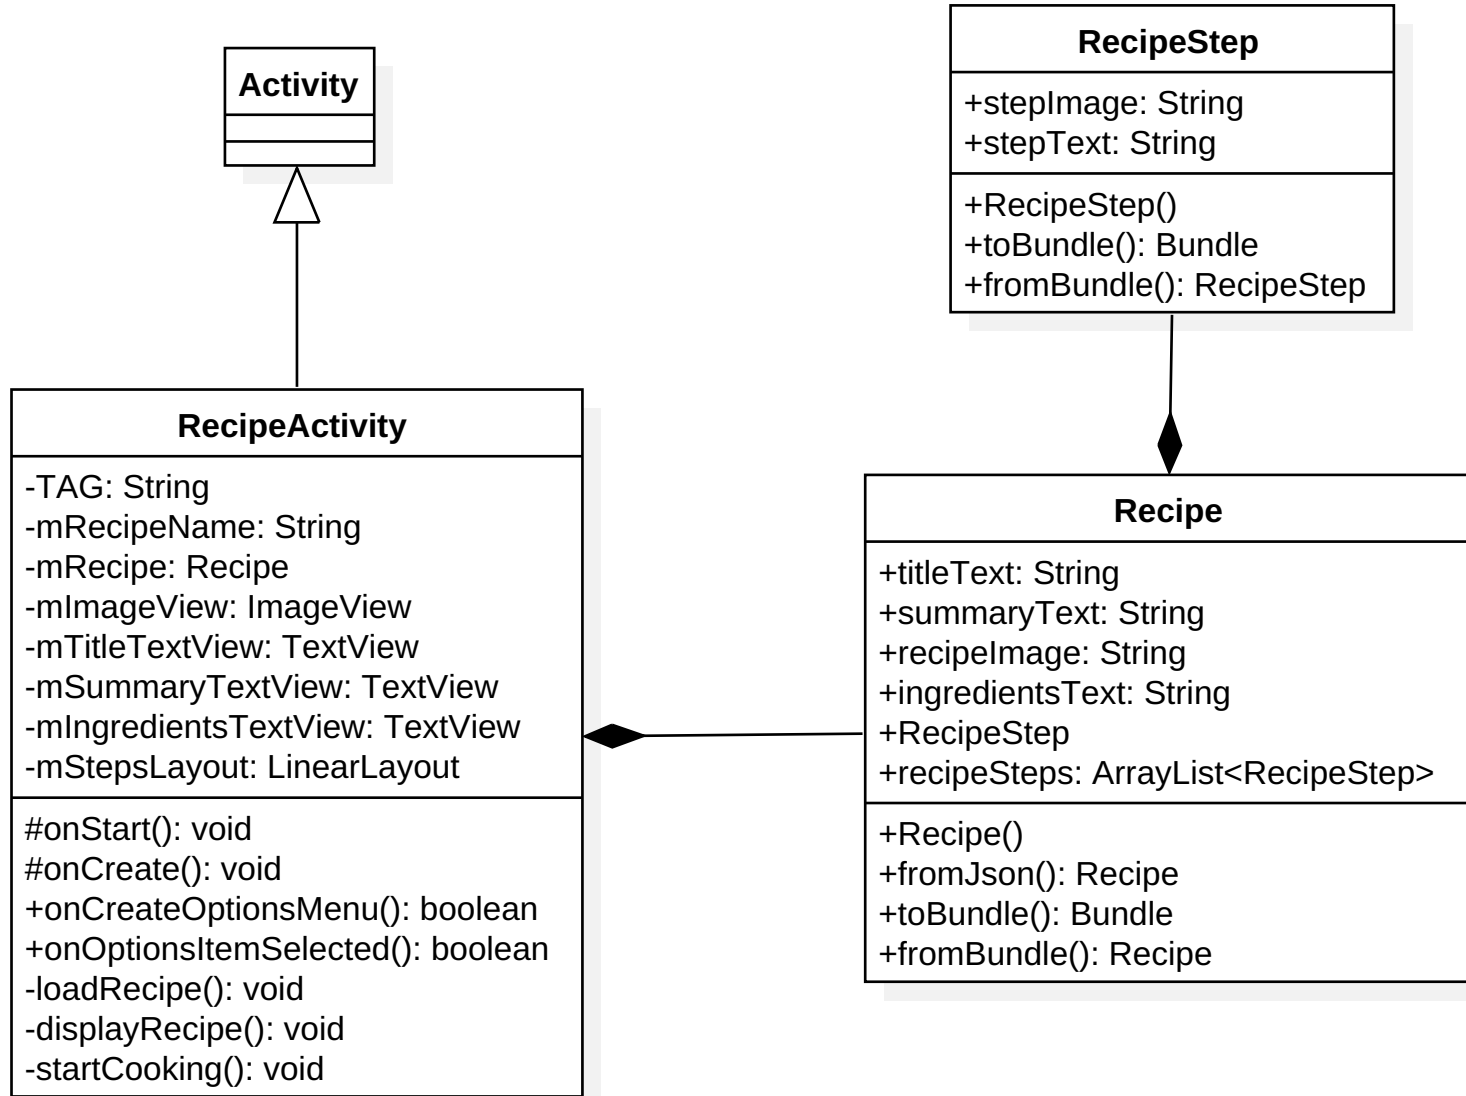 Activity
RecipeStep
+stepImage: String
+stepText: String
+RecipeStep()
+toBundle(): Bundle
+fromBundle(): RecipeStep
RecipeActivity
-TAG: String
-mRecipeName: String
-mRecipe: Recipe
-mImageView: ImageView
-mTitleTextView: TextView
-mSummaryTextView: TextView
-mIngredientsTextView: TextView
-mStepsLayout: LinearLayout
#onStart(): void
#onCreate(): void
+onCreateOptionsMenu(): boolean
+onOptionsItemSelected(): boolean
-loadRecipe(): void
-displayRecipe(): void
-startCooking(): void
Recipe
+titleText: String
+summaryText: String
+recipeImage: String
+ingredientsText: String
+RecipeStep
+recipeSteps: ArrayList<RecipeStep>
+Recipe()
+fromJson(): Recipe
+toBundle(): Bundle
+fromBundle(): Recipe